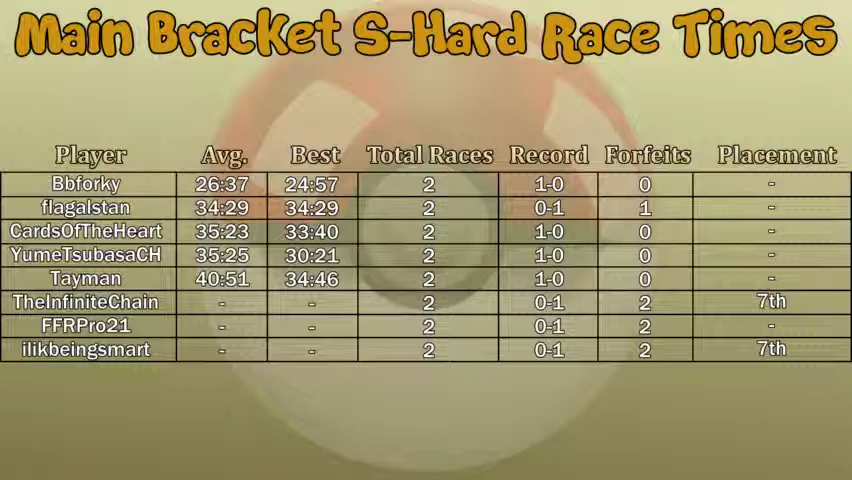 Main Bracket S-Hard Race Times
Player Avg. Best Total Races Record Forfeits Placement
Bbforky 26:37 24:57 2 1-0 0 -
flagalstan 34:29 34:29 2 0-1 1 -
CardsOfTheHeart 35:23 33:40 2 1-0 0 -
YumeTsubasaCH 35:25 30:21 2 1-0 0 -
Tayman 40:51 34:46 2 1-0 0 -
TheInfiniteChain - - 2 0-1 2 7th
FFRPro21 - - 2 0-1 2 -
ilikbeingsmart - - 2 0-1 2 7th